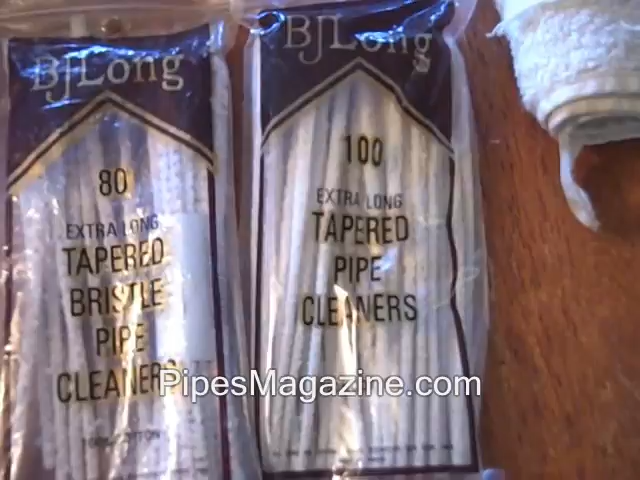 BJLong
80
EXTRA LONG
TAPERED
BRISTLE
PIPE
CLEANERS
BJLong
100
EXTRA LONG
TAPERED
PIPE
CLEANERS
PipesMagazine.com